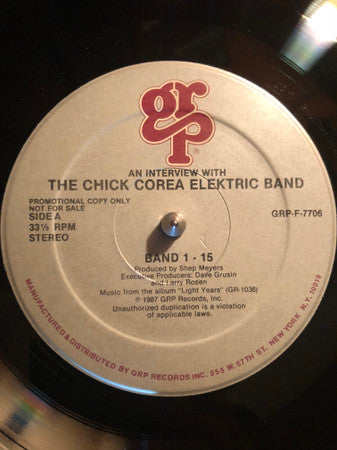 grp
AN INTERVIEW WITH
THE CHICK COREA ELEKTRIC BAND
PROMOTIONAL COPY ONLY
NOT FOR SALE
SIDE A
33⅓ RPM
STEREO
GRP-F-7706
BAND 1 - 15
Produced by Shep Meyers
Executive Producers: Dave Grusin
and Larry Rosen
Music from the album "Light Years" (GR-1036)
© 1987 GRP Records, Inc.
Unauthorized duplication is a violation
of applicable laws.
MANUFACTURED & DISTRIBUTED BY GRP RECORDS INC. 555 W. 57TH ST. NEW YORK N.Y. 10019